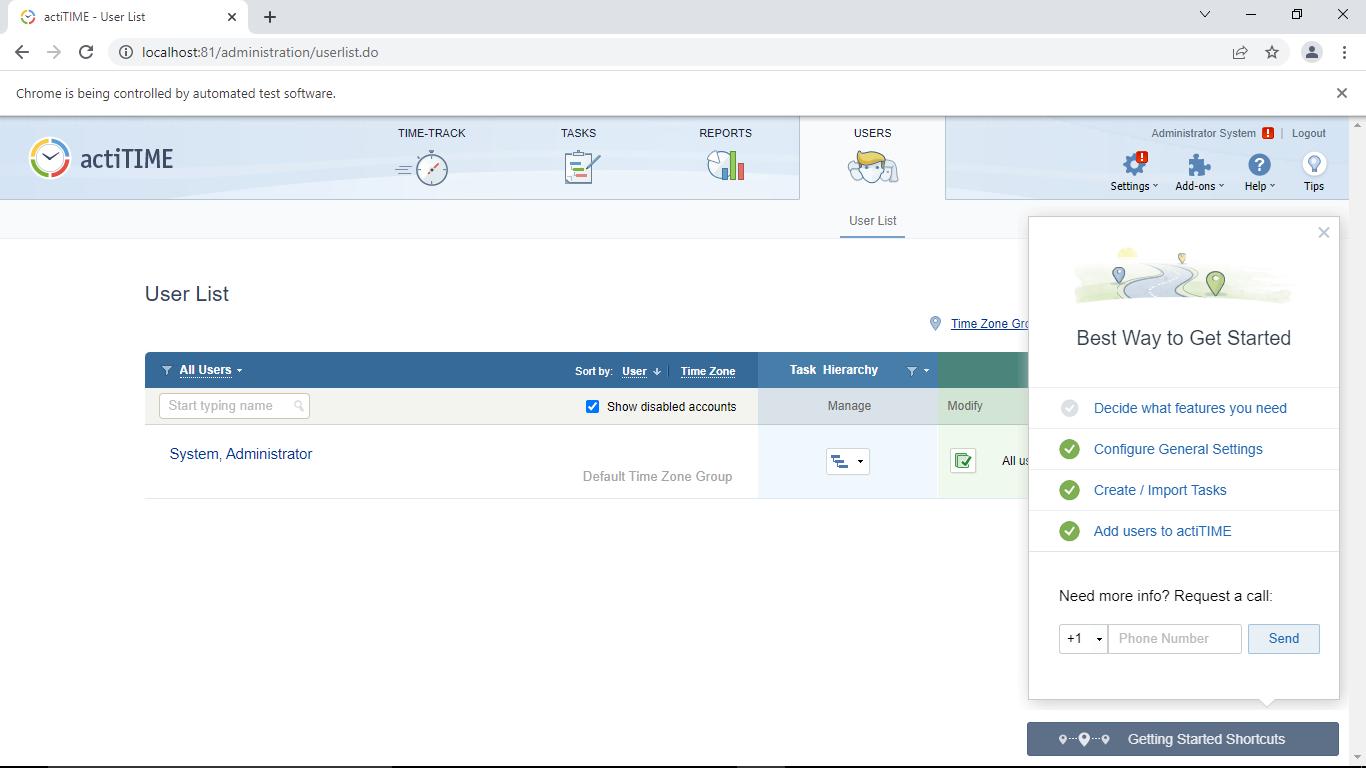 actiTIME - User List
localhost:81/administration/userlist.do
Chrome is being controlled by automated test software.
actiTIME
TIME-TRACK
TASKS
REPORTS
USERS
Administrator System
Logout
Settings
Add-ons
Help
Tips
User List
User List
Time Zone Gro
All Users
Sort by: User
Time Zone
Task Hierarchy
Start typing name
Show disabled accounts
Manage
Modify
System, Administrator
Default Time Zone Group
All us
Best Way to Get Started
Decide what features you need
Configure General Settings
Create / Import Tasks
Add users to actiTIME
Need more info? Request a call:
+1
Phone Number
Send
Getting Started Shortcuts